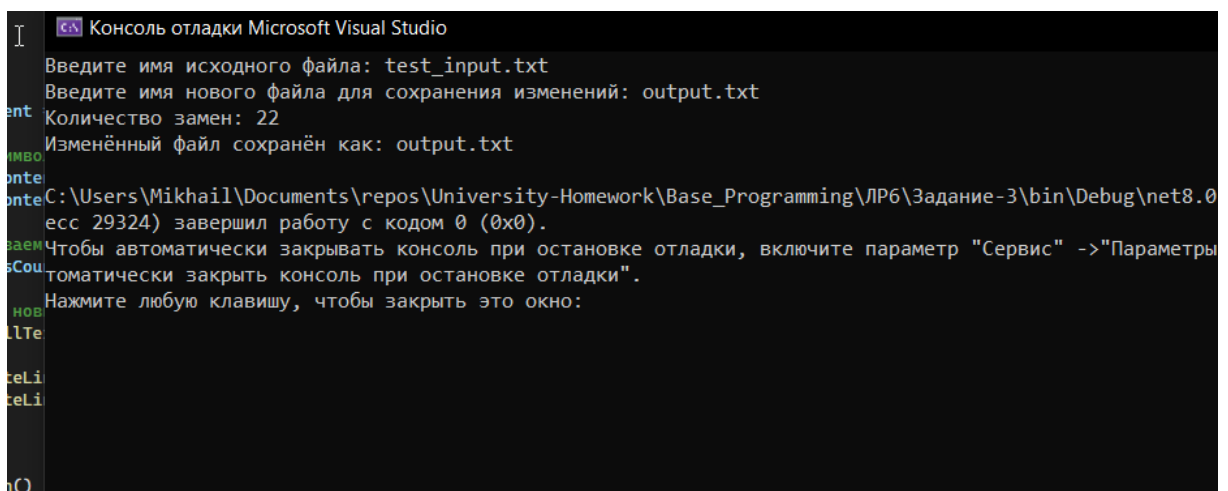 Консоль отладки Microsoft Visual Studio
Введите имя исходного файла: test_input.txt
Введите имя нового файла для сохранения изменений: output.txt
Количество замен: 22
Изменённый файл сохранён как: output.txt
C:\Users\Mikhail\Documents\repos\University-Homework\Base_Programming\ЛР6\Задание-3\bin\Debug\net8.0
есс 29324) завершил работу с кодом 0 (0x0).
Чтобы автоматически закрывать консоль при остановке отладки, включите параметр "Сервис" ->"Параметры
томатически закрыть консоль при остановке отладки".
Нажмите любую клавишу, чтобы закрыть это окно: